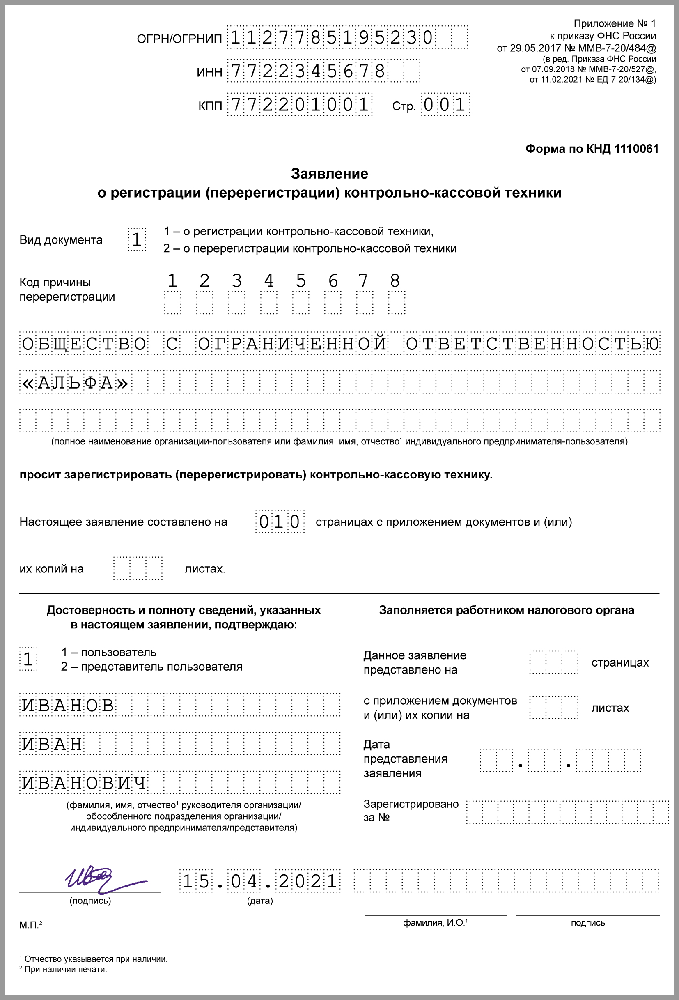 ОГРН/ОГРНИП 1127785195230
ИНН 7722345678
КПП 772201001 Стр. 001
Приложение № 1
к приказу ФНС России
от 29.05.2017 № ММВ-7-20/484@
(в ред. Приказа ФНС России
от 07.09.2018 № ММВ-7-20/527@,
от 11.02.2021 № ЕД-7-20/134@)
Форма по КНД 1110061
Заявление
о регистрации (перерегистрации) контрольно-кассовой техники
Вид документа 1
1 – о регистрации контрольно-кассовой техники,
2 – о перерегистрации контрольно-кассовой техники
Код причины
перерегистрации
1 2 3 4 5 6 7 8
ОБЩЕСТВО С ОГРАНИЧЕННОЙ ОТВЕТСТВЕННОСТЬЮ
«АЛЬФА»
(полное наименование организации-пользователя или фамилия, имя, отчество¹ индивидуального предпринимателя-пользователя)
просит зарегистрировать (перерегистрировать) контрольно-кассовую технику.
Настоящее заявление составлено на 010 страницах с приложением документов и (или)
их копий на листах.
Достоверность и полноту сведений, указанных
в настоящем заявлении, подтверждаю:
1
1 – пользователь
2 – представитель пользователя
ИВАНОВ
ИВАН
ИВАНОВИЧ
(фамилия, имя, отчество¹ руководителя организации/
обособленного подразделения организации/
индивидуального предпринимателя/представителя)
15.04.2021
(подпись) (дата)
М.П.²
Заполняется работником налогового органа
Данное заявление
представлено на страницах
с приложением документов
и (или) их копии на листах
Дата
представления
заявления . .
Зарегистрировано
за №
фамилия, И.О.¹ подпись
¹ Отчество указывается при наличии.
² При наличии печати.